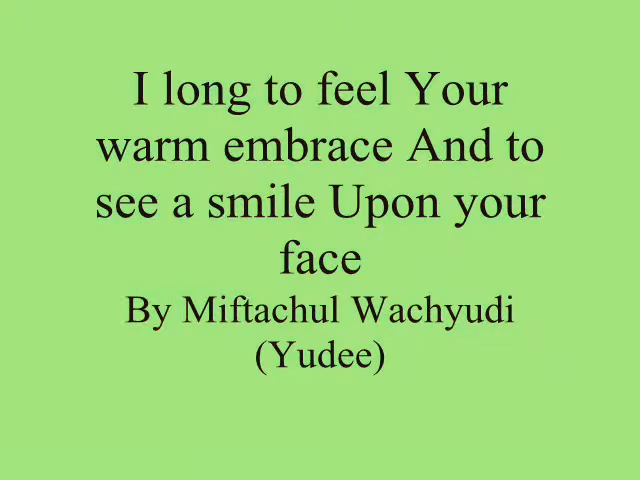 I long to feel Your
warm embrace And to
see a smile Upon your
face
By Miftachul Wachyudi
(Yudee)